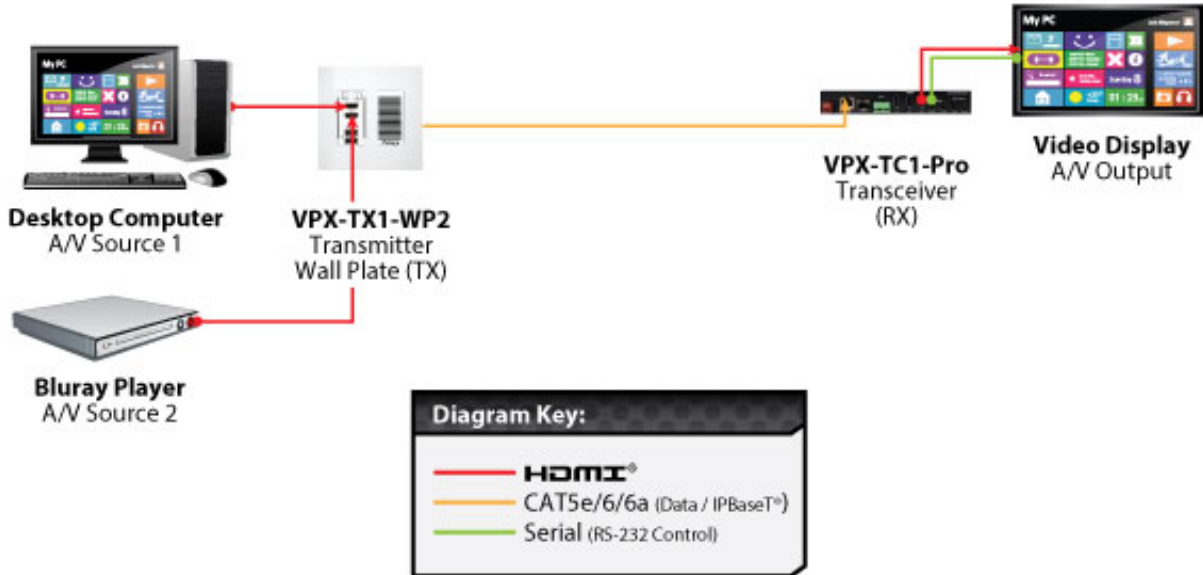 My PC
My PC
Desktop Computer
A/V Source 1
VPX-TX1-WP2
Transmitter
Wall Plate (TX)
VPX-TC1-Pro
Transceiver
(RX)
Video Display
A/V Output
Bluray Player
A/V Source 2
Diagram Key:
HDMI®
CAT5e/6/6a (Data / IPBaseT®)
Serial (RS-232 Control)